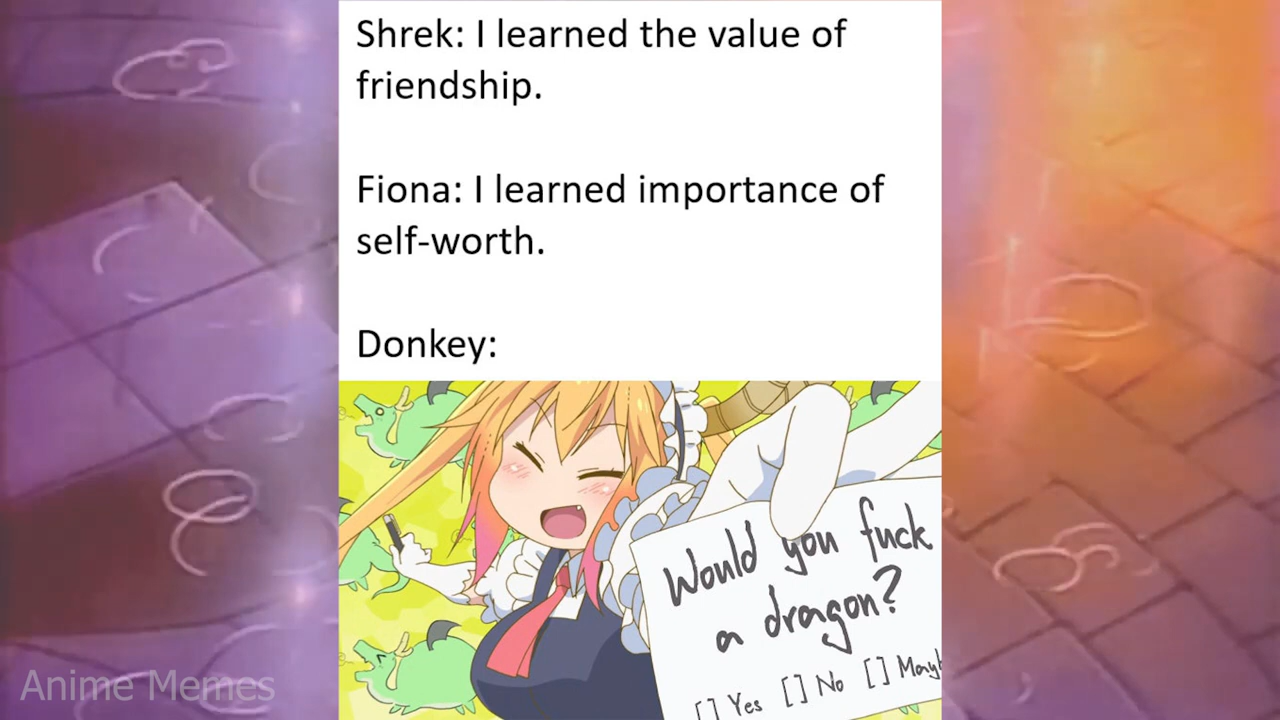 Shrek: I learned the value of
friendship.
Fiona: I learned importance of
self-worth.
Donkey:
Would you fuck
a dragon?
[] Yes [] No [] Mayb
Anime Memes